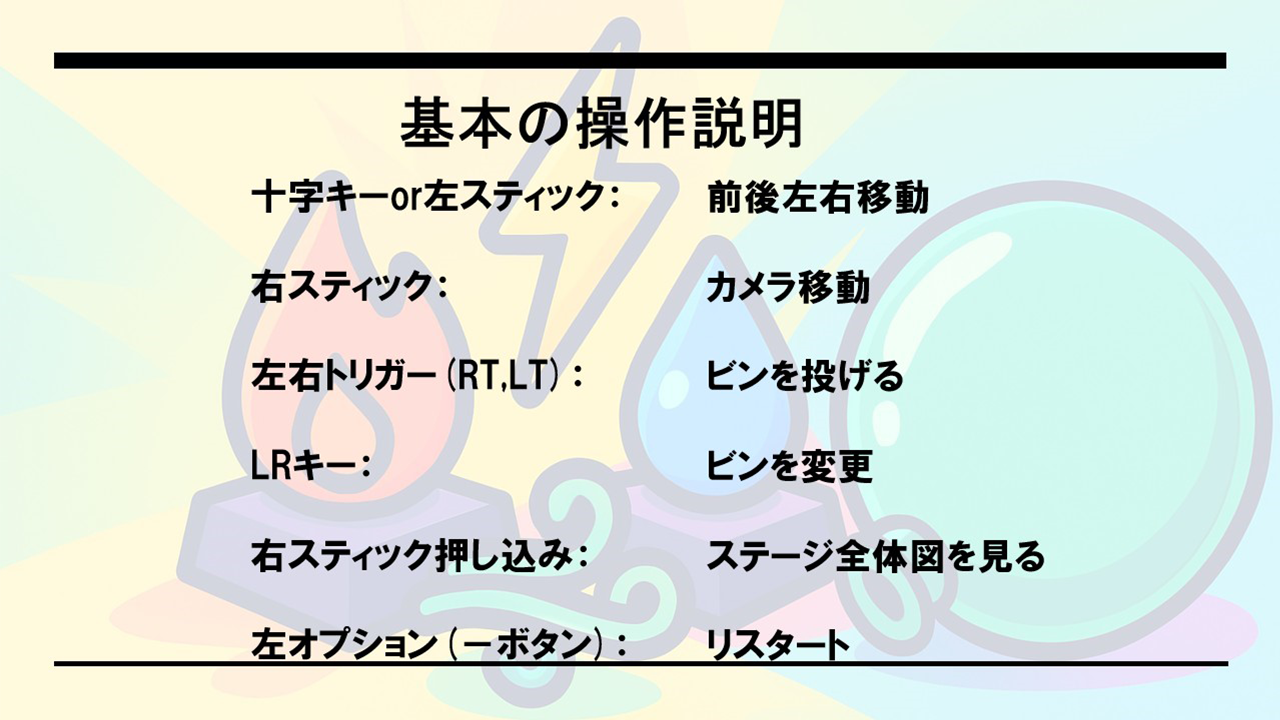 基本の操作説明
十字キーor左スティック： 前後左右移動
右スティック： カメラ移動
左右トリガー(RT,LT)： ビンを投げる
LRキー： ビンを変更
右スティック押し込み： ステージ全体図を見る
左オプション(－ボタン)： リスタート